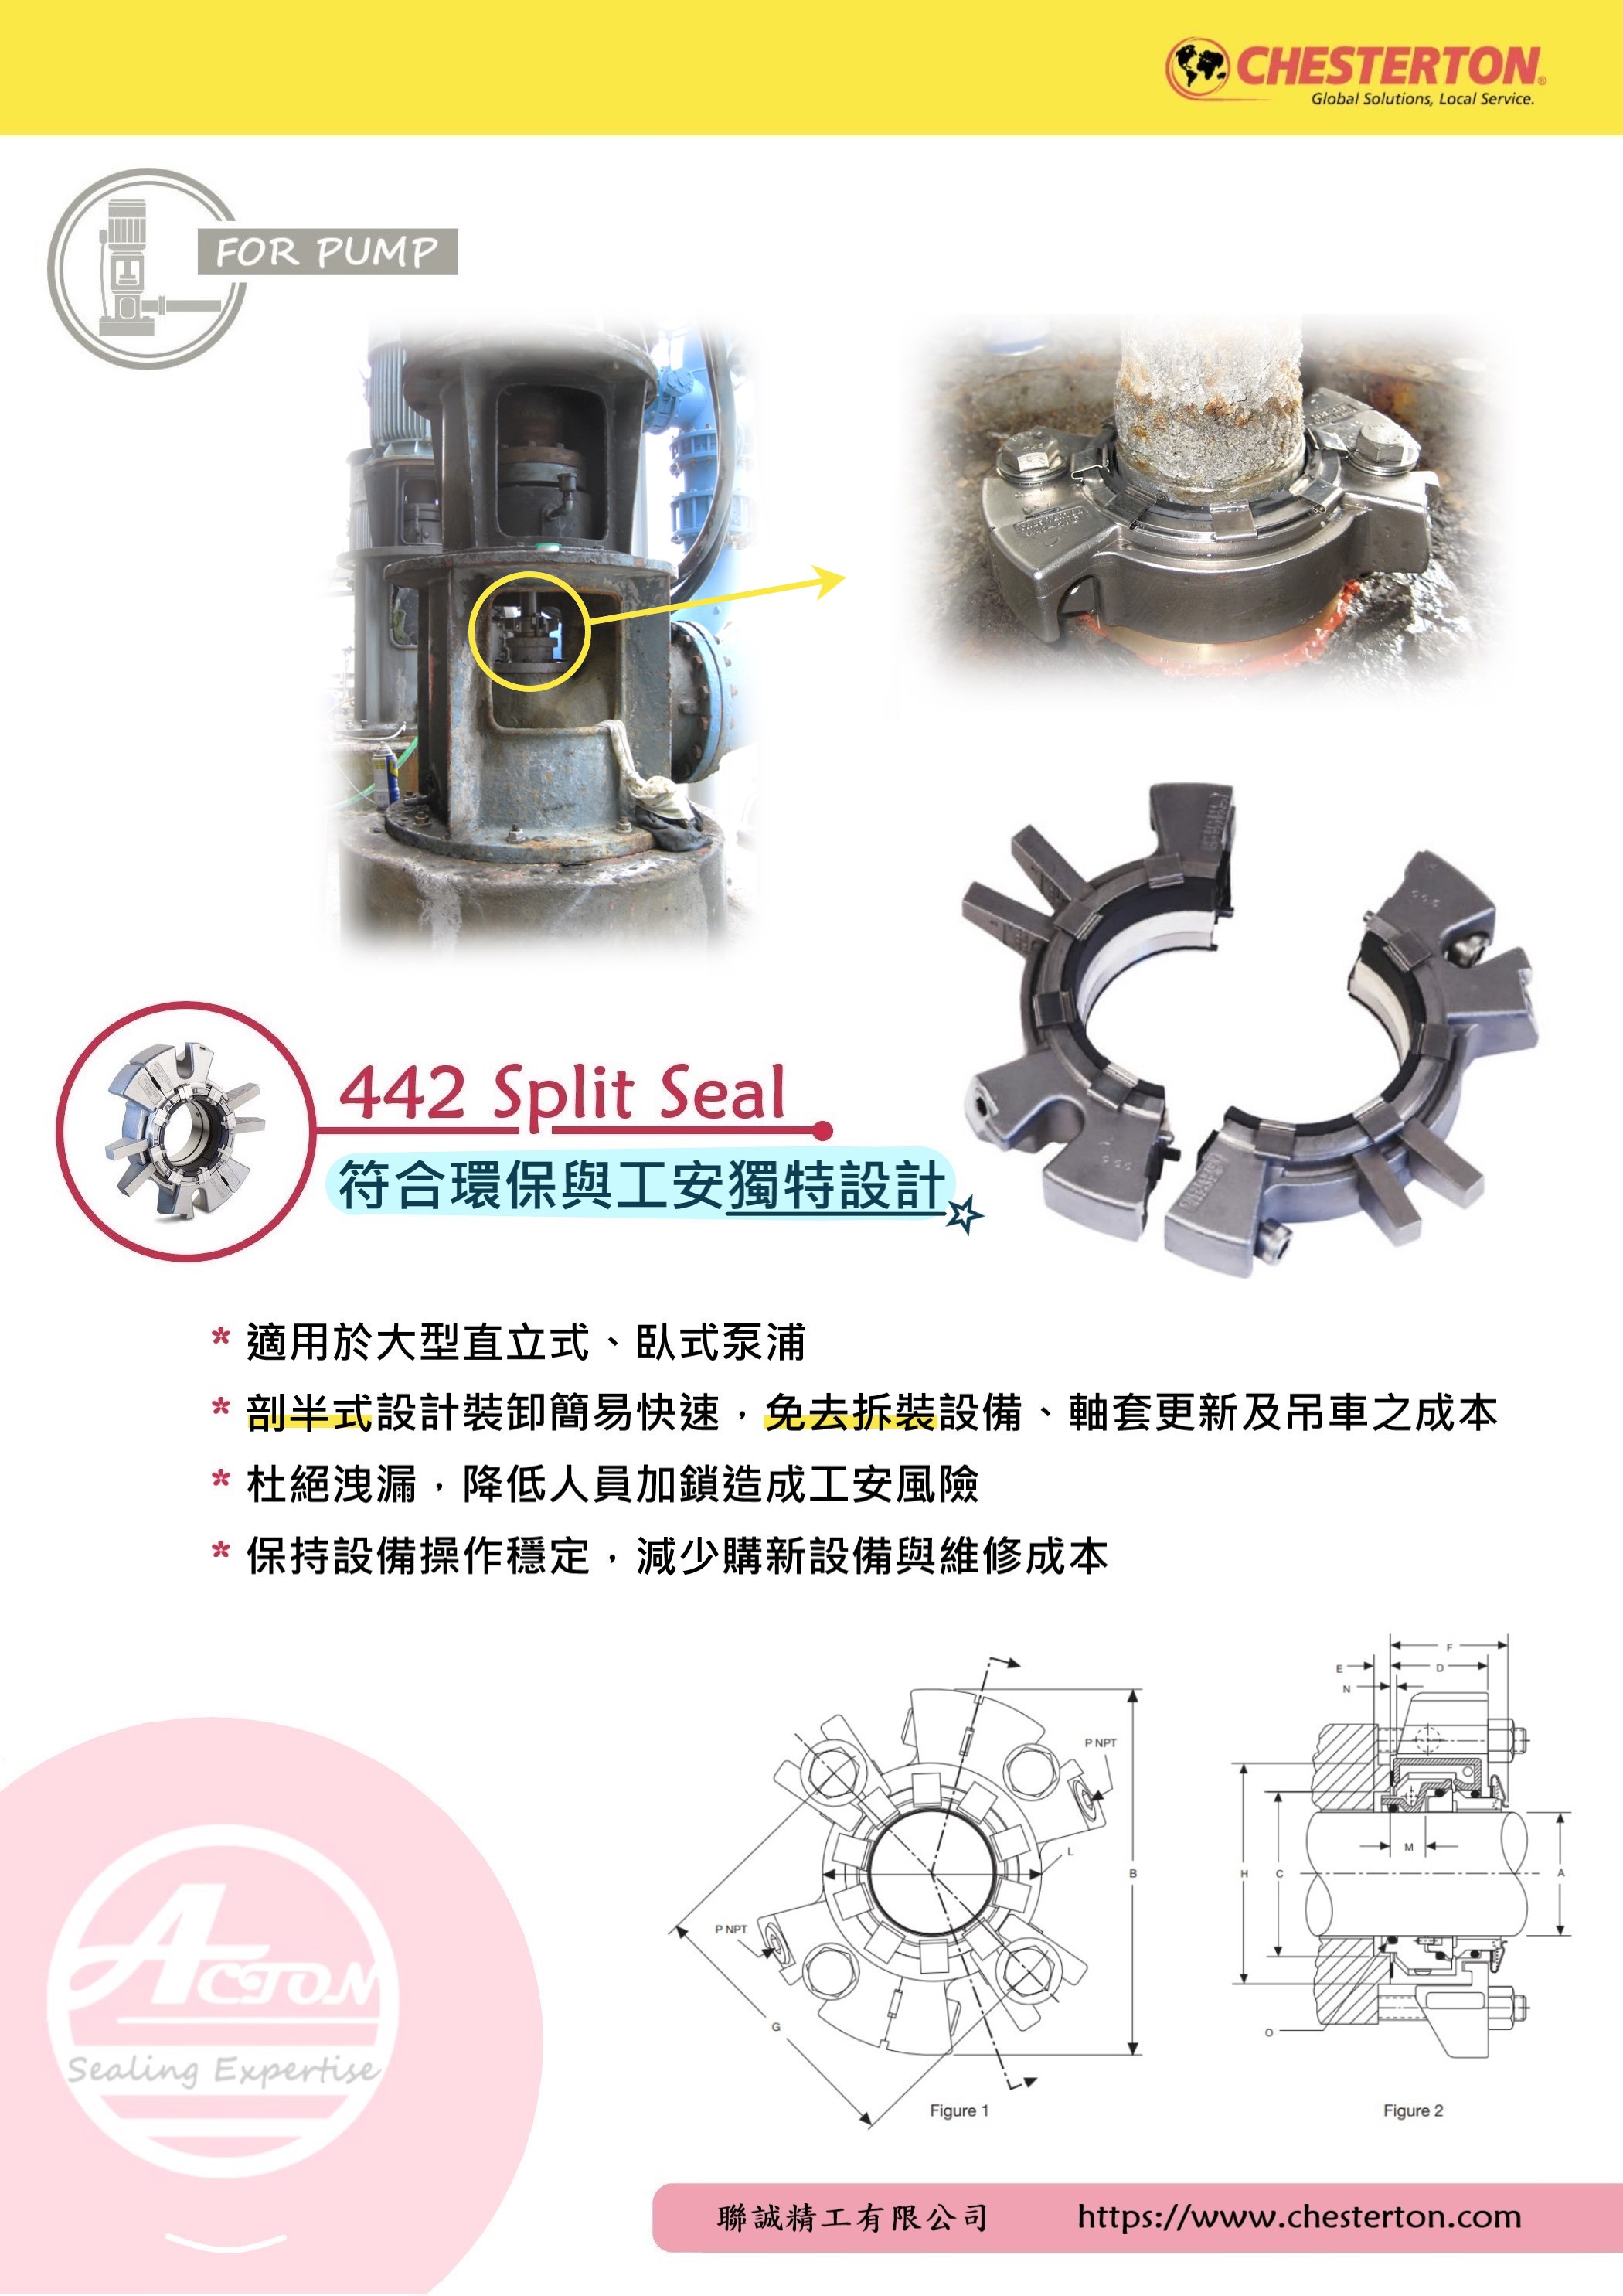 CHESTERTON®
Global Solutions, Local Service.
FOR PUMP
442 Split Seal
符合環保與工安獨特設計
* 適用於大型直立式、臥式泵浦
* 剖半式設計裝卸簡易快速，免去拆裝設備、軸套更新及吊車之成本
* 杜絕洩漏，降低人員加鎖造成工安風險
* 保持設備操作穩定，減少購新設備與維修成本
P NPT
L
B
P NPT
G
Figure 1
F
E
D
N
M
H
C
A
O
Figure 2
ACTON
Sealing Expertise
聯誠精工有限公司
https://www.chesterton.com